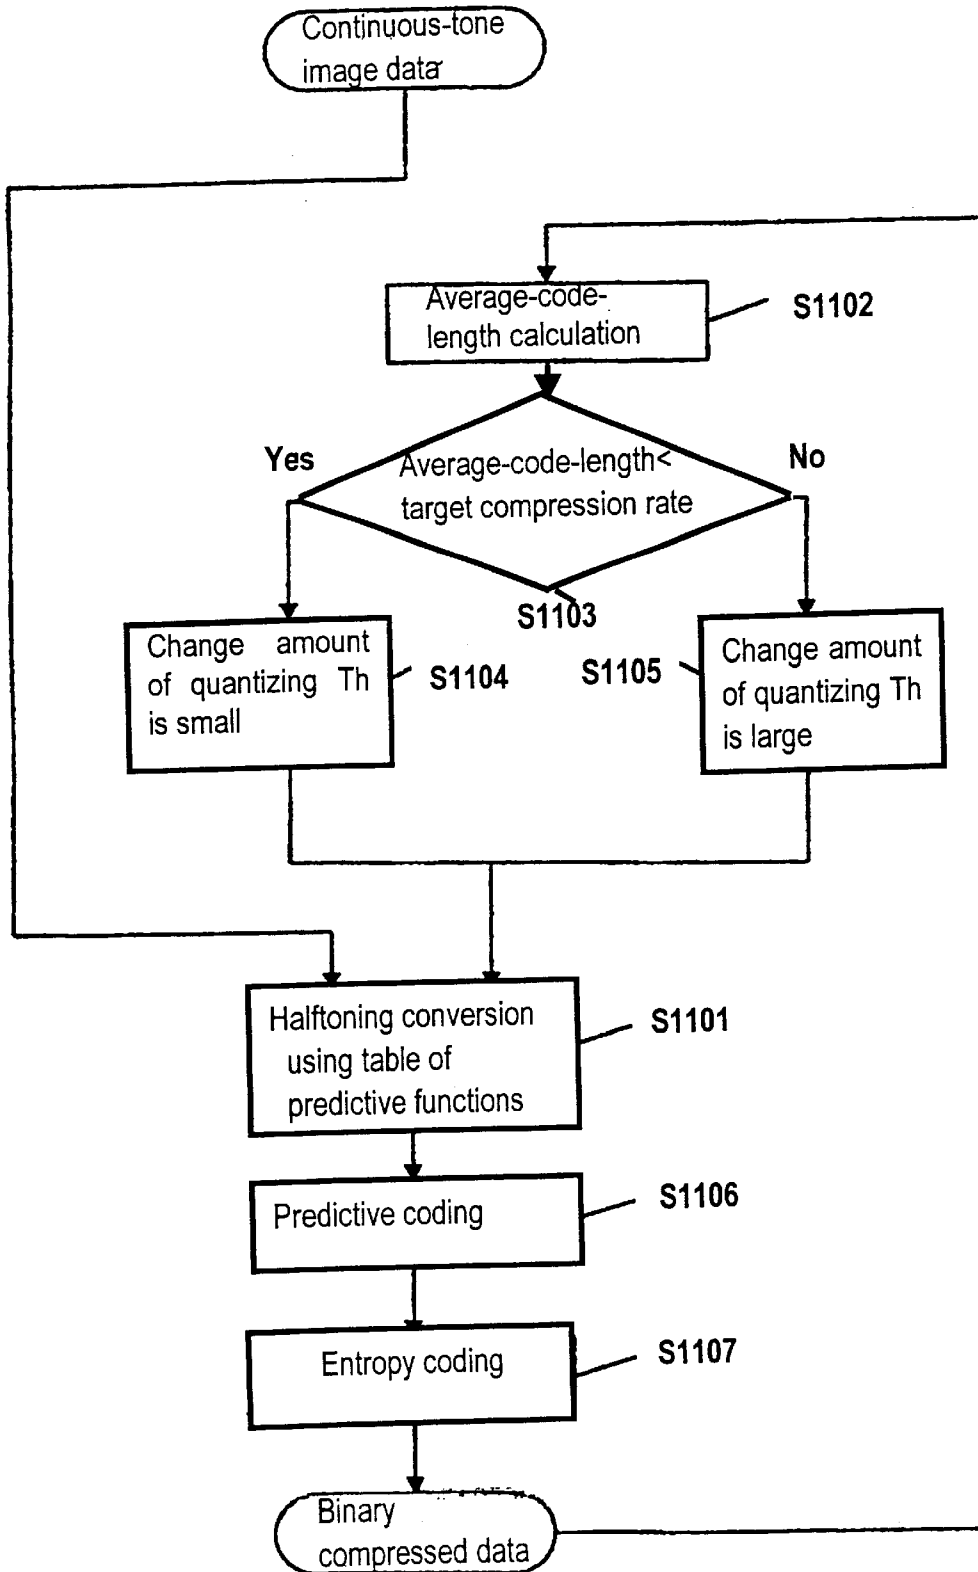 Continuous-tone
image data
Average-code-
length calculation
S1102
Yes
Average-code-length<
target compression rate
No
S1103
Change amount
of quantizing Th
is small
S1104
S1105
Change amount
of quantizing Th
is large
Halftoning conversion
using table of
predictive functions
S1101
Predictive coding
S1106
Entropy coding
S1107
Binary
compressed data